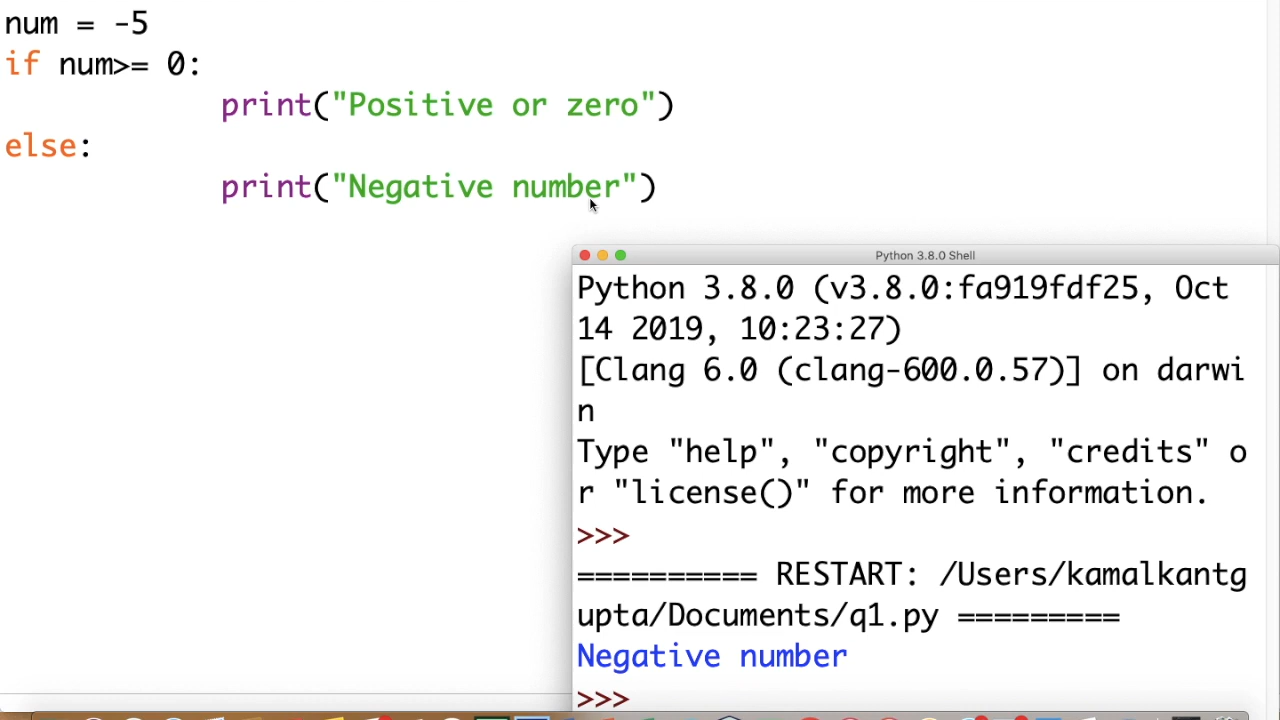 num = -5
if num>= 0:
            print("Positive or zero")
else:
            print("Negative number")
Python 3.8.0 Shell
Python 3.8.0 (v3.8.0:fa919fdf25, Oct
14 2019, 10:23:27)
[Clang 6.0 (clang-600.0.57)] on darwi
n
Type "help", "copyright", "credits" o
r "license()" for more information.
>>>
========== RESTART: /Users/kamalkantg
upta/Documents/q1.py =========
Negative number
>>>